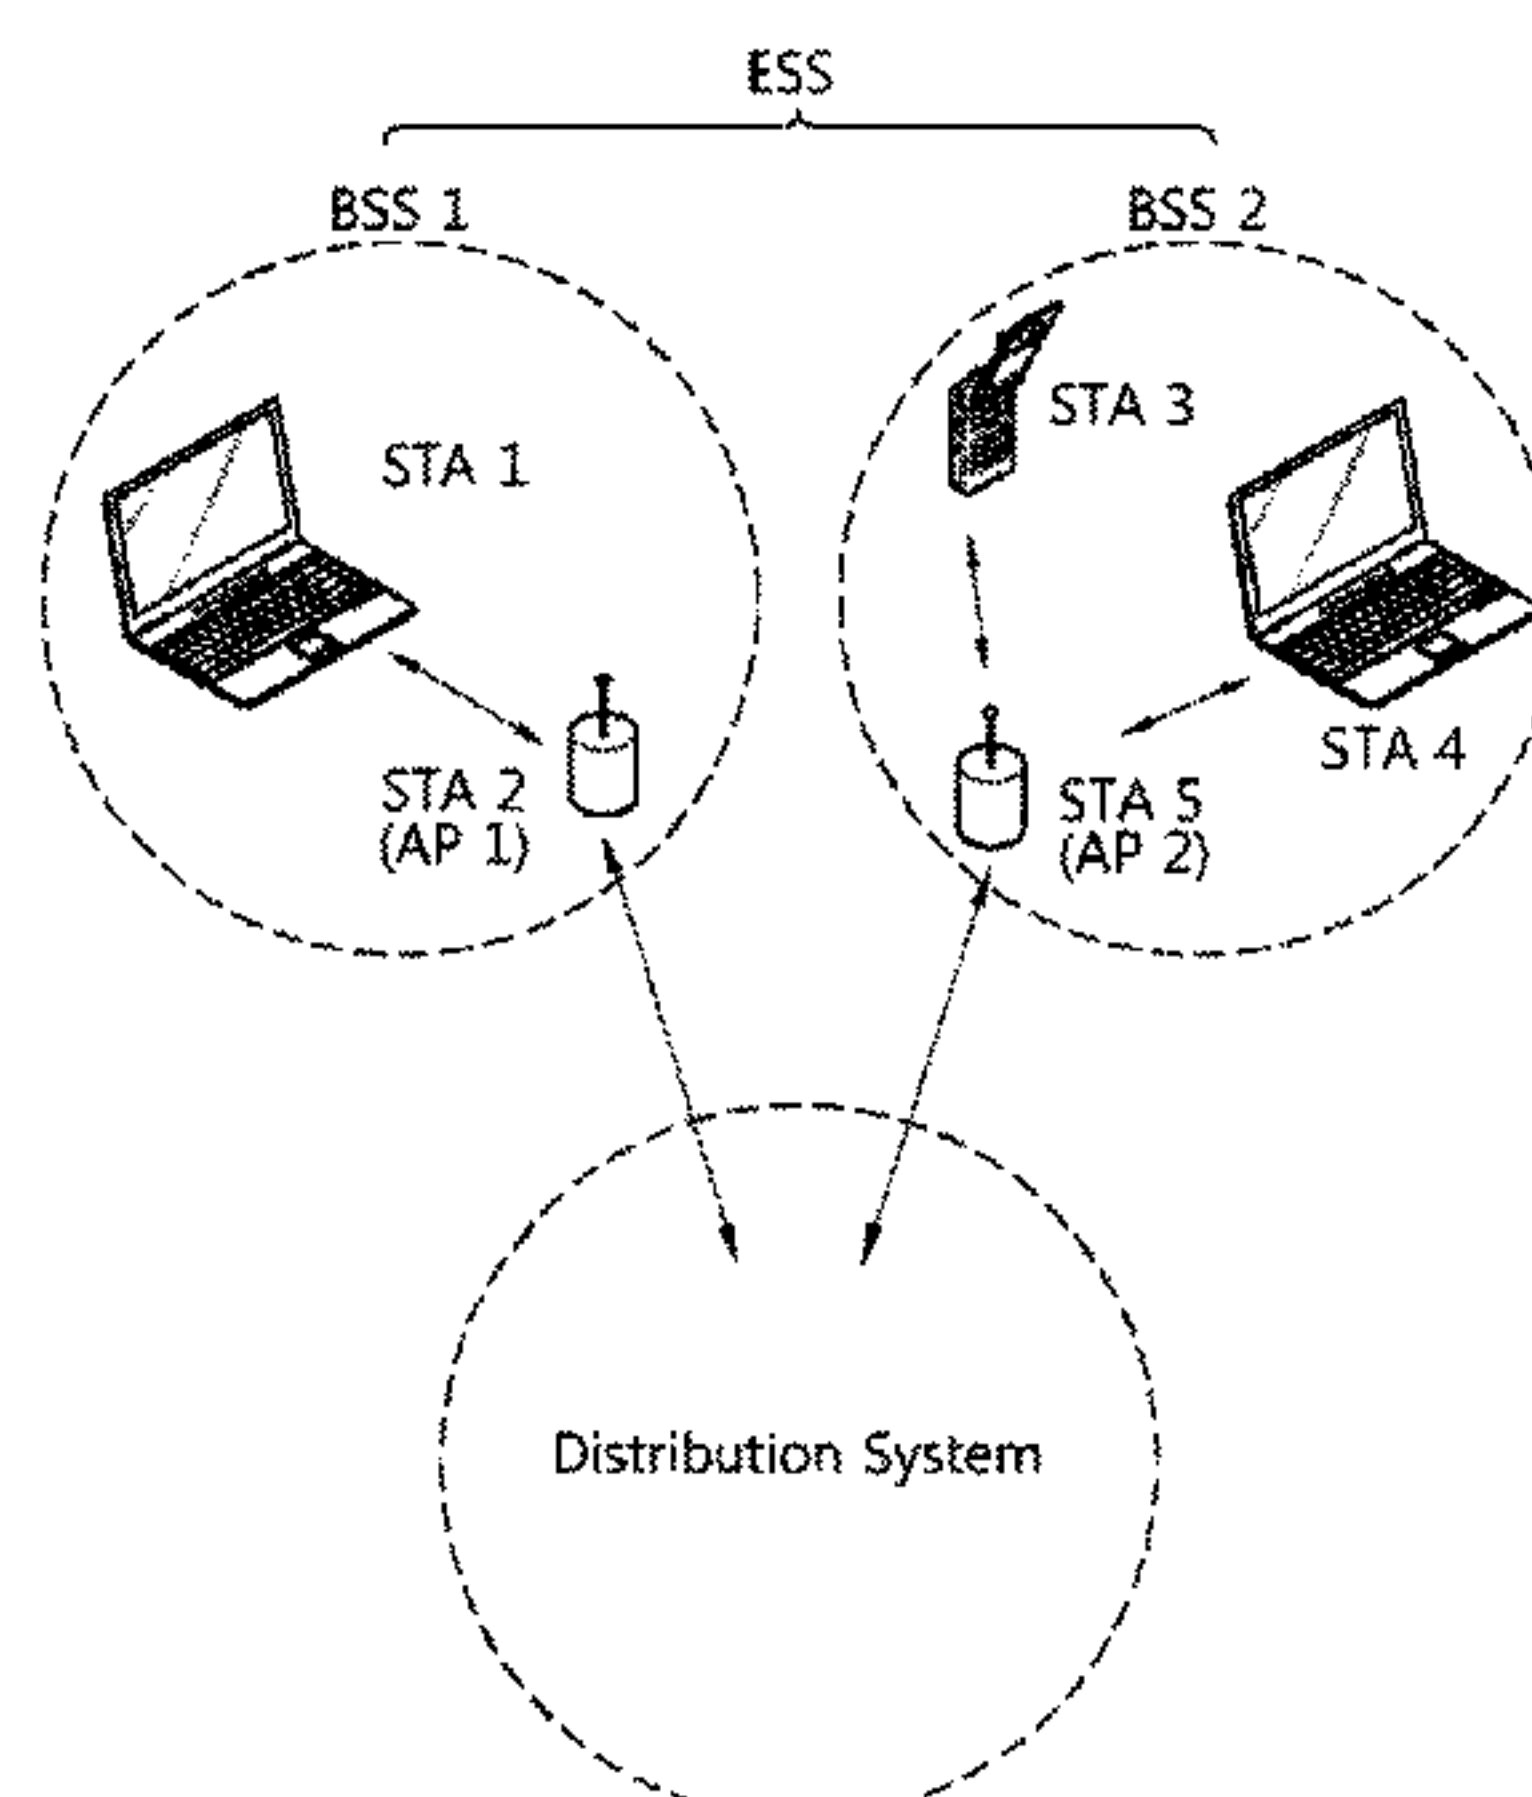 ESS
BSS 1
BSS 2
STA 1
STA 3
STA 4
STA 2
(AP 1)
STA 5
(AP 2)
Distribution System